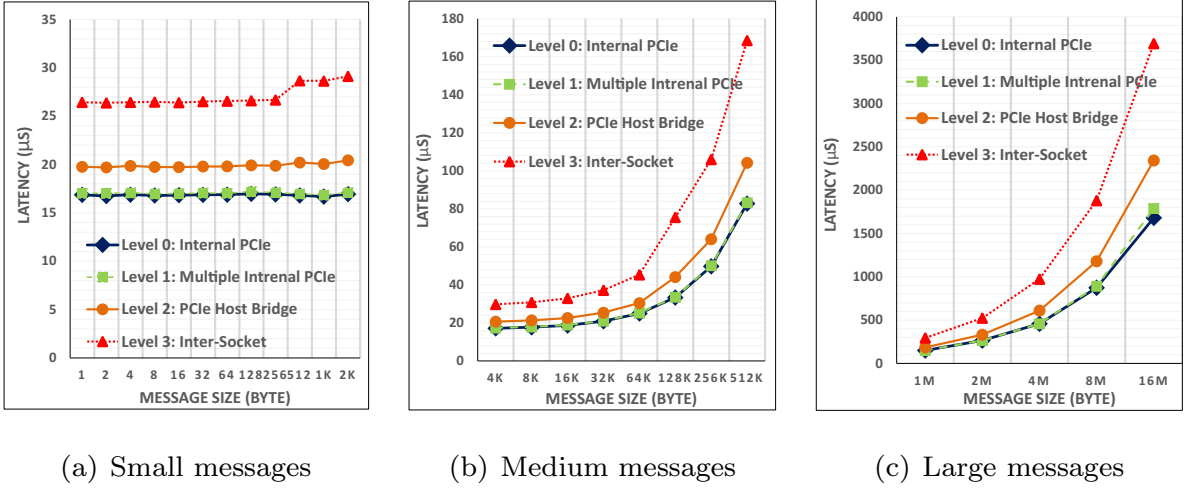 35
30
25
20
15
10
5
0
LATENCY (µS)
Level 0: Internal PCIe
Level 1: Multiple Intrenal PCIe
Level 2: PCIe Host Bridge
Level 3: Inter-Socket
1 2 4 8 16 32 64 128 256 512 1K 2K
MESSAGE SIZE (BYTE)
(a) Small messages
180
160
140
120
100
80
60
40
20
0
LATENCY (µS)
Level 0: Internal PCIe
Level 1: Multiple Intrenal PCIe
Level 2: PCIe Host Bridge
Level 3: Inter-Socket
4K 8K 16K 32K 64K 128K 256K 512K
MESSAGE SIZE (BYTE)
(b) Medium messages
4000
3500
3000
2500
2000
1500
1000
500
0
LATENCY (µS)
Level 0: Internal PCIe
Level 1: Multiple Intrenal PCIe
Level 2: PCIe Host Bridge
Level 3: Inter-Socket
1M 2M 4M 8M 16M
MESSAGE SIZE (BYTE)
(c) Large messages